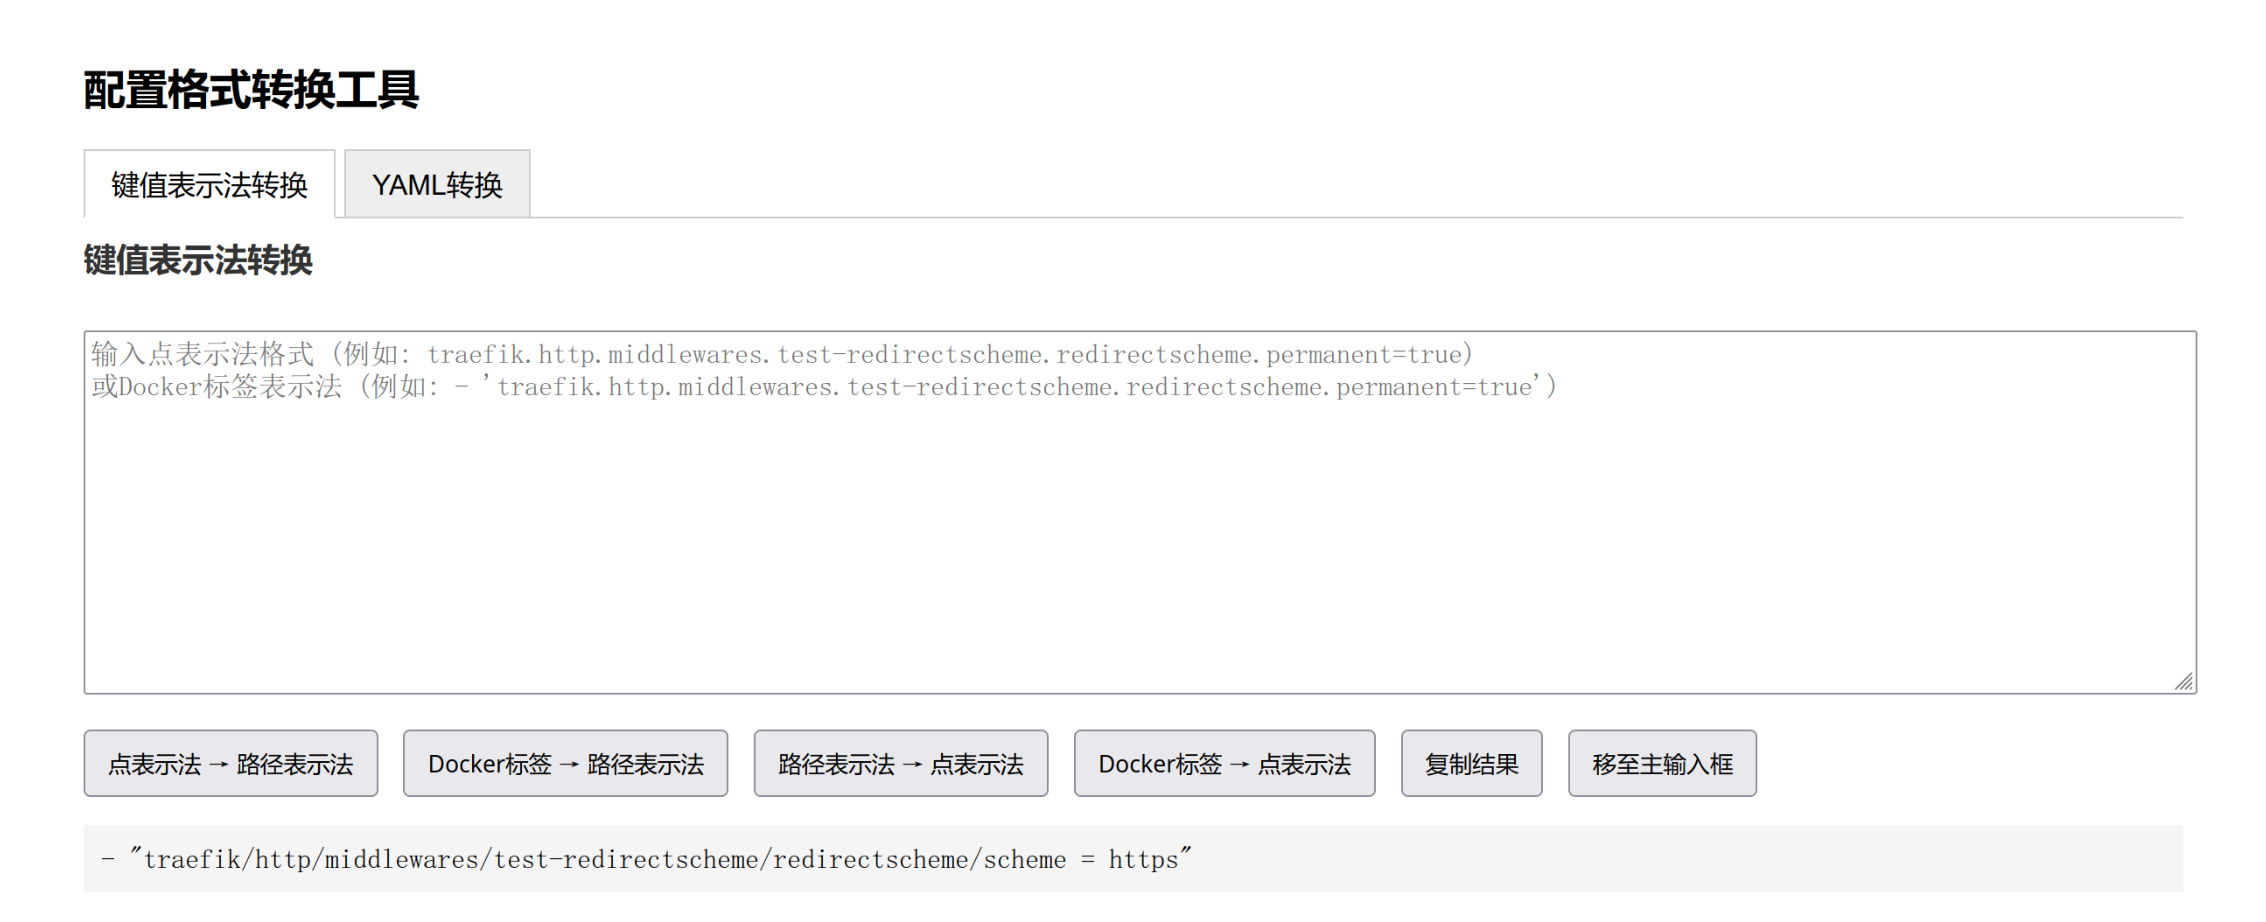 配置格式转换工具
键值表示法转换
YAML转换
键值表示法转换
输入点表示法格式 (例如: traefik.http.middlewares.test-redirectscheme.redirectscheme.permanent=true)
或Docker标签表示法 (例如: - 'traefik.http.middlewares.test-redirectscheme.redirectscheme.permanent=true')
点表示法 → 路径表示法
Docker标签 → 路径表示法
路径表示法 → 点表示法
Docker标签 → 点表示法
复制结果
移至主输入框
- "traefik/http/middlewares/test-redirectscheme/redirectscheme/scheme = https"